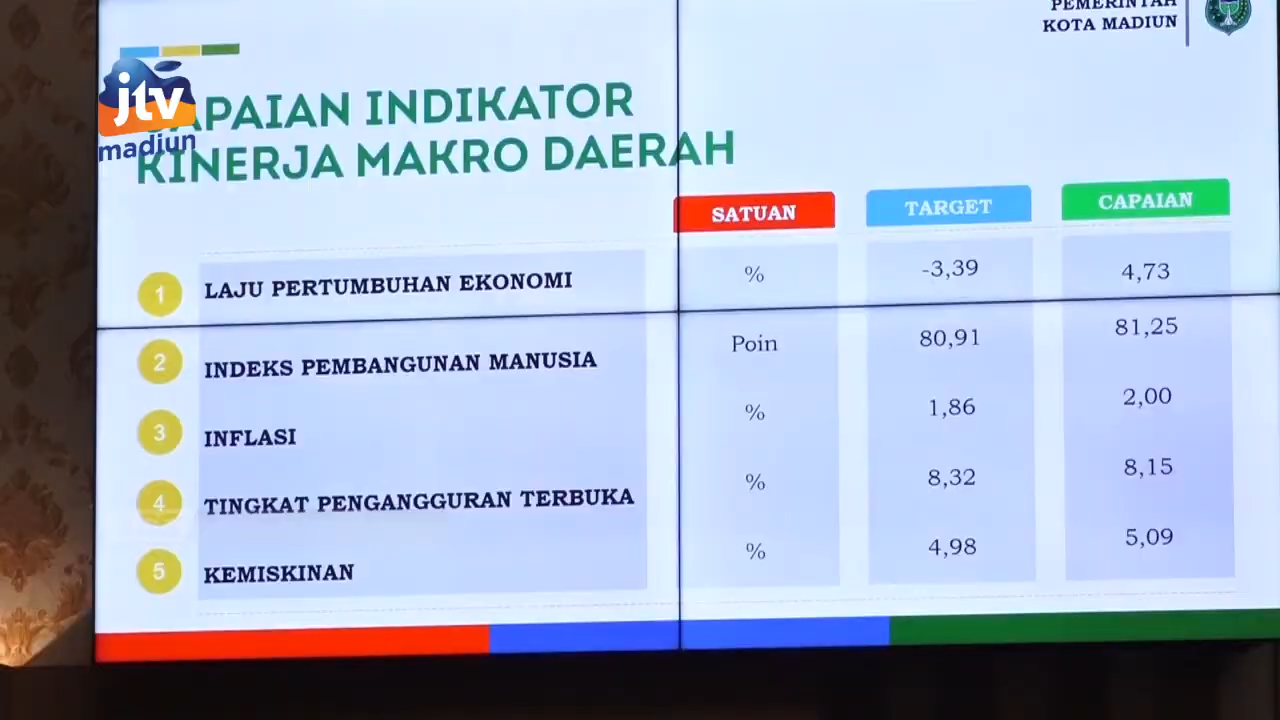 PEMERINTAH
KOTA MADIUN
jtv
madiun
CAPAIAN INDIKATOR
KINERJA MAKRO DAERAH
SATUAN TARGET CAPAIAN
1 LAJU PERTUMBUHAN EKONOMI % -3,39 4,73
2 INDEKS PEMBANGUNAN MANUSIA Poin 80,91 81,25
3 INFLASI % 1,86 2,00
4 TINGKAT PENGANGGURAN TERBUKA % 8,32 8,15
5 KEMISKINAN % 4,98 5,09